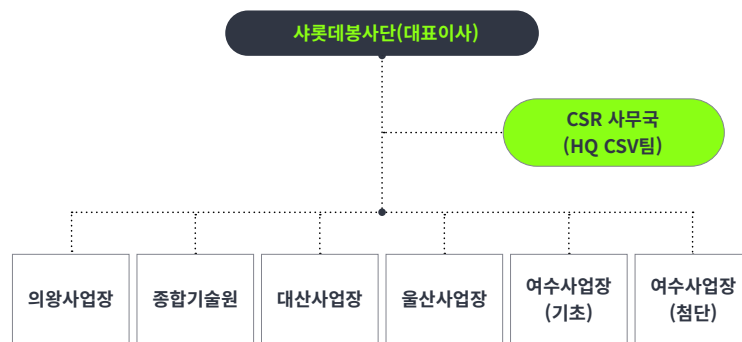 샤롯데봉사단(대표이사)
CSR 사무국
(HQ CSV팀)
의왕사업장
종합기술원
대산사업장
울산사업장
여수사업장
(기초)
여수사업장
(첨단)